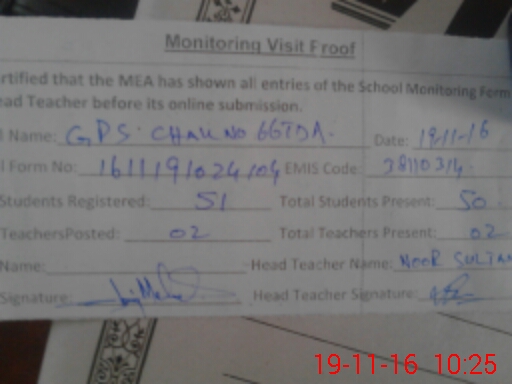 Monitoring Visit Proof
rtified that the MEA has shown all entries of the School Monitoring Form
ead Teacher before its online submission.
l Name: GPS. CHAK NO 66TDA. Date: 19-11-16
l Form No: EMIS Code: 38110314.
Students Registered: 51 Total Students Present: 50
TeachersPosted: 02 Total Teachers Present: 02
Name: Head Teacher Name: NOOR SULTAN
Signature: Head Teacher Signature:
19-11-16 10:25